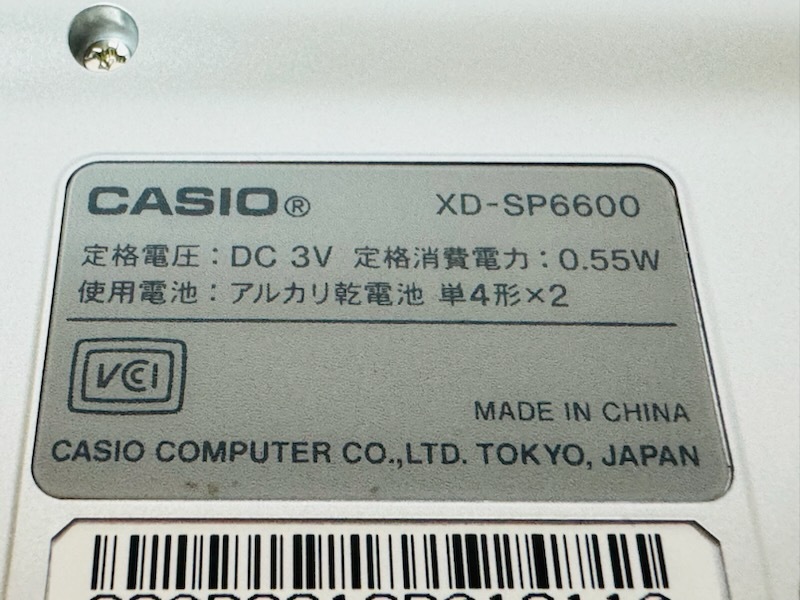 CASIO® XD-SP6600
定格電圧：DC 3V 定格消費電力：0.55W
使用電池：アルカリ乾電池 単4形×2
VCCI
MADE IN CHINA
CASIO COMPUTER CO.,LTD. TOKYO, JAPAN